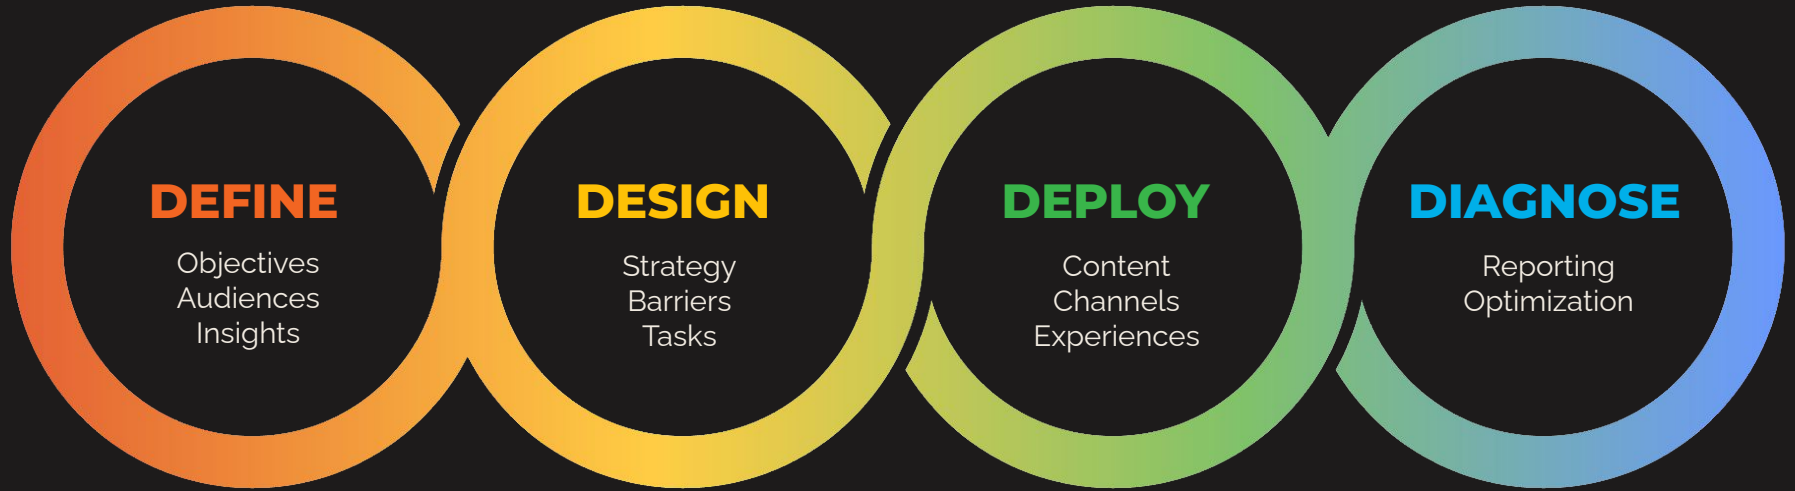 DEFINE
Objectives
Audiences
Insights
DESIGN
Strategy
Barriers
Tasks
DEPLOY
Content
Channels
Experiences
DIAGNOSE
Reporting
Optimization